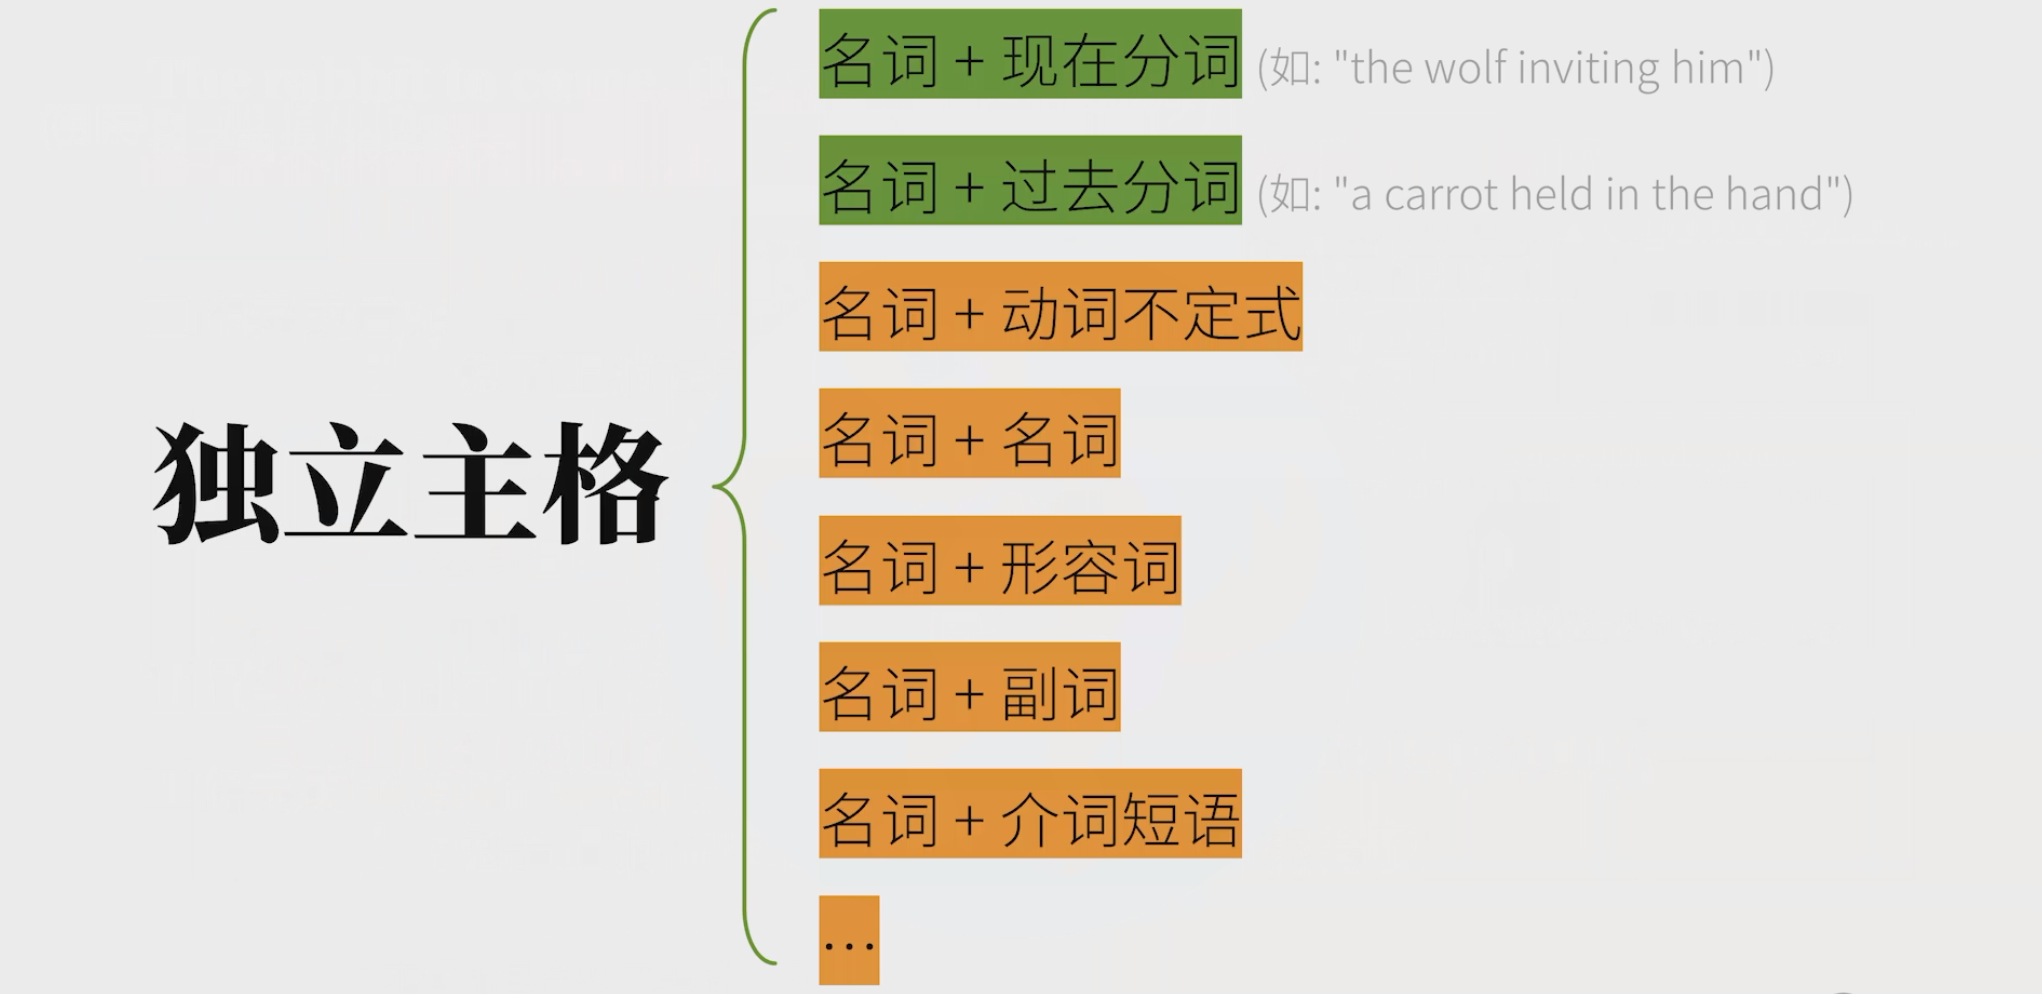 名词 + 现在分词 (如: "the wolf inviting him")
名词 + 过去分词 (如: "a carrot held in the hand")
名词 + 动词不定式
独立主格
名词 + 名词
名词 + 形容词
名词 + 副词
名词 + 介词短语
...